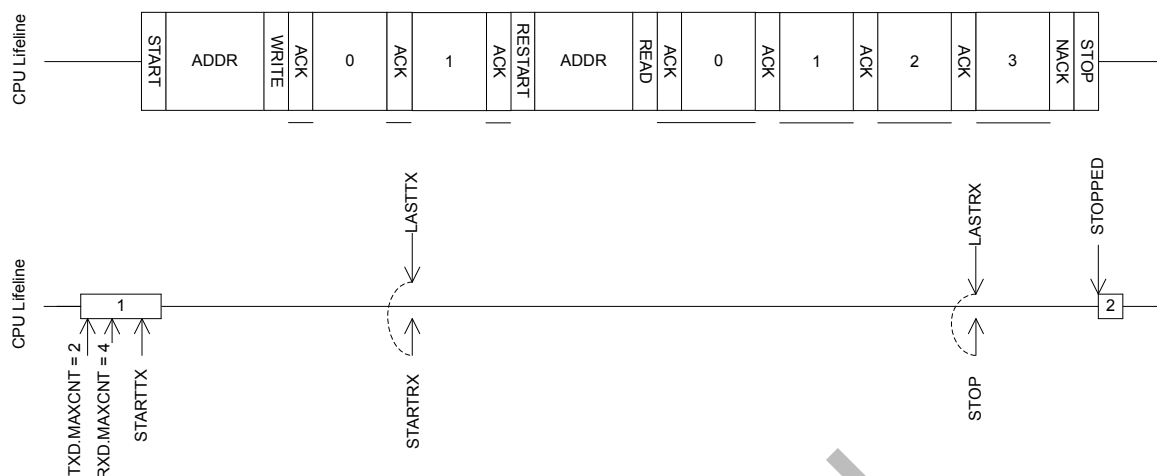 CPU Lifeline
START
ADDR
WRITE
ACK
0
ACK
1
ACK
RESTART
ADDR
READ
ACK
0
ACK
1
ACK
2
ACK
3
NACK
STOP
LASTTX
LASTRX
STOPPED
CPU Lifeline
1
2
TXD.MAXCNT = 2
RXD.MAXCNT = 4
STARTTX
STARTRX
STOP